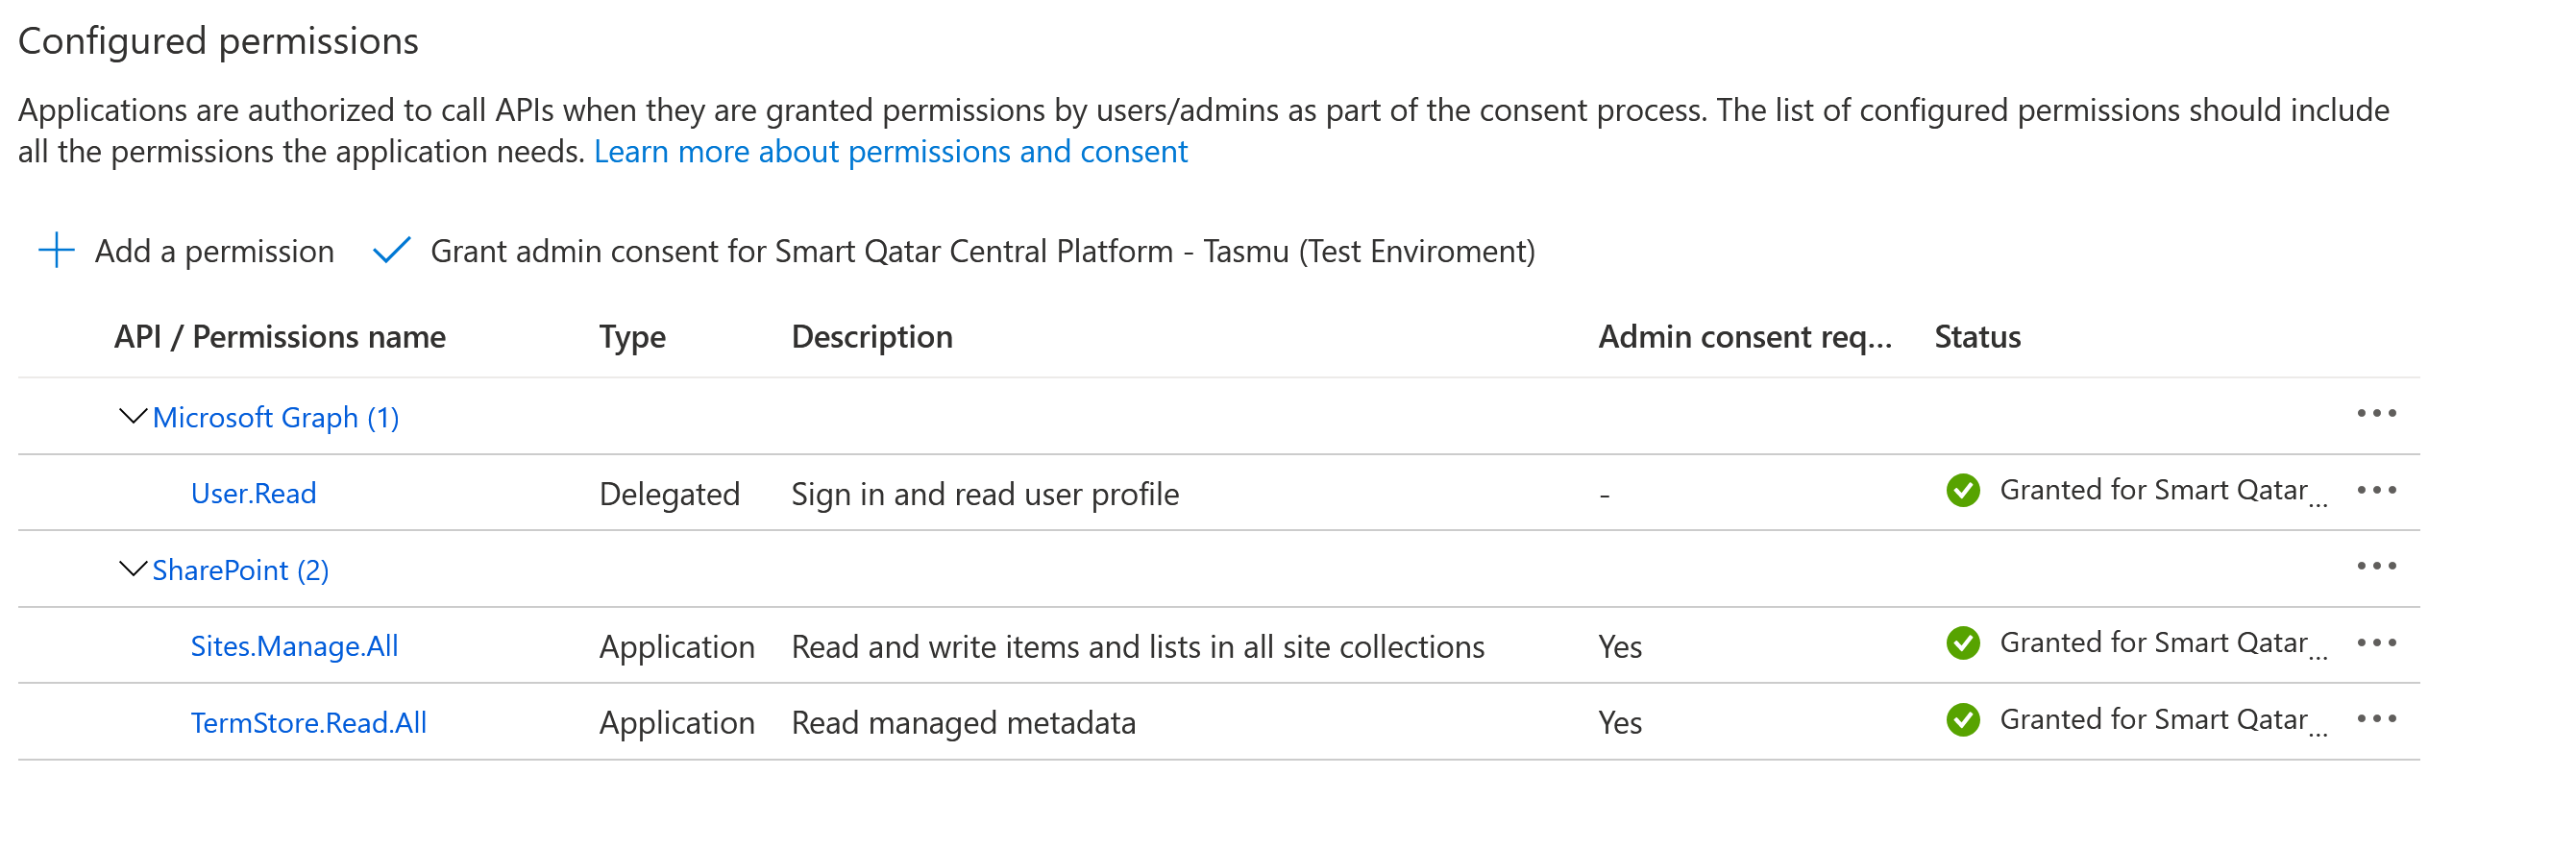 Configured permissions
Applications are authorized to call APIs when they are granted permissions by users/admins as part of the consent process. The list of configured permissions should include
all the permissions the application needs. Learn more about permissions and consent
Add a permission Grant admin consent for Smart Qatar Central Platform - Tasmu (Test Enviroment)
API / Permissions name Type Description Admin consent req... Status
Microsoft Graph (1)
User.Read Delegated Sign in and read user profile - Granted for Smart Qatar...
SharePoint (2)
Sites.Manage.All Application Read and write items and lists in all site collections Yes Granted for Smart Qatar...
TermStore.Read.All Application Read managed metadata Yes Granted for Smart Qatar...